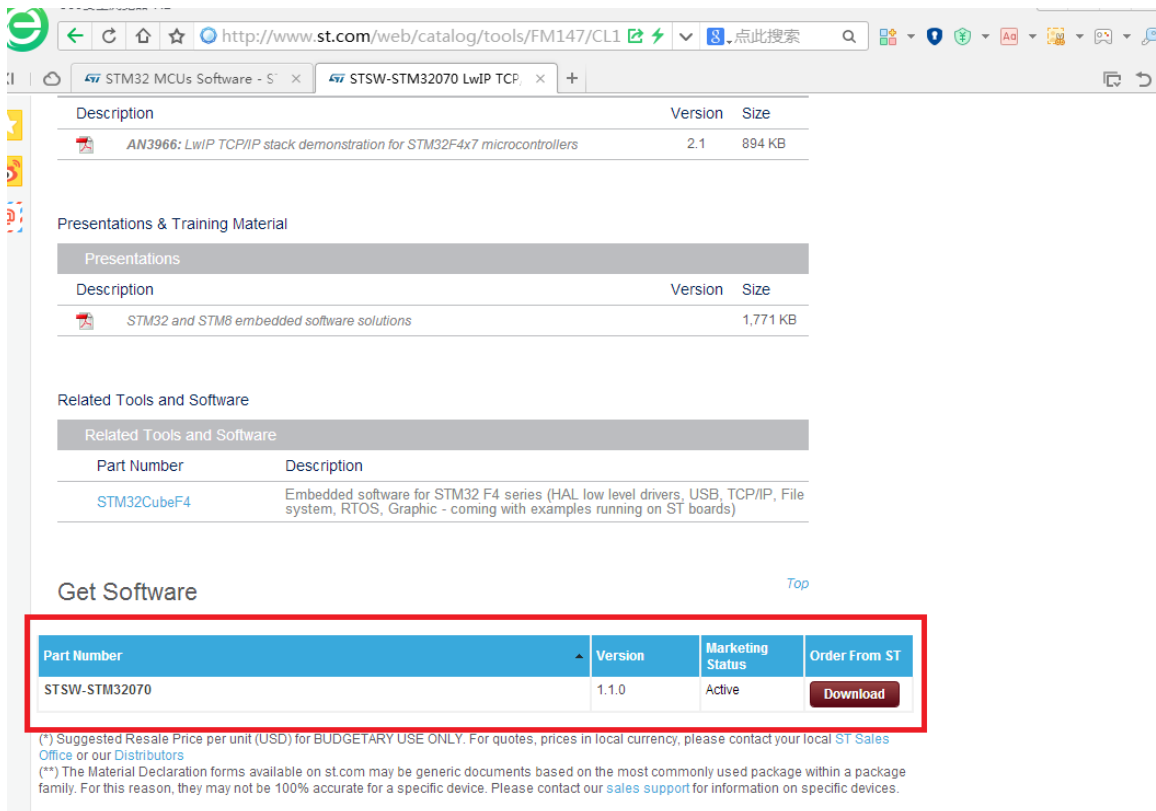 http://www.st.com/web/catalog/tools/FM147/CL1
8 点此搜索
STM32 MCUs Software - S
STSW-STM32070 LwIP TCP
Description Version Size
AN3966: LwIP TCP/IP stack demonstration for STM32F4x7 microcontrollers 2.1 894 KB
Presentations & Training Material
Presentations
Description Version Size
STM32 and STM8 embedded software solutions 1,771 KB
Related Tools and Software
Related Tools and Software
Part Number Description
STM32CubeF4 Embedded software for STM32 F4 series (HAL low level drivers, USB, TCP/IP, File
system, RTOS, Graphic - coming with examples running on ST boards)
Top
Get Software
Part Number Version Marketing Status Order From ST
STSW-STM32070 1.1.0 Active Download
(*) Suggested Resale Price per unit (USD) for BUDGETARY USE ONLY. For quotes, prices in local currency, please contact your local ST Sales
Office or our Distributors
(**) The Material Declaration forms available on st.com may be generic documents based on the most commonly used package within a package
family. For this reason, they may not be 100% accurate for a specific device. Please contact our sales support for information on specific devices.